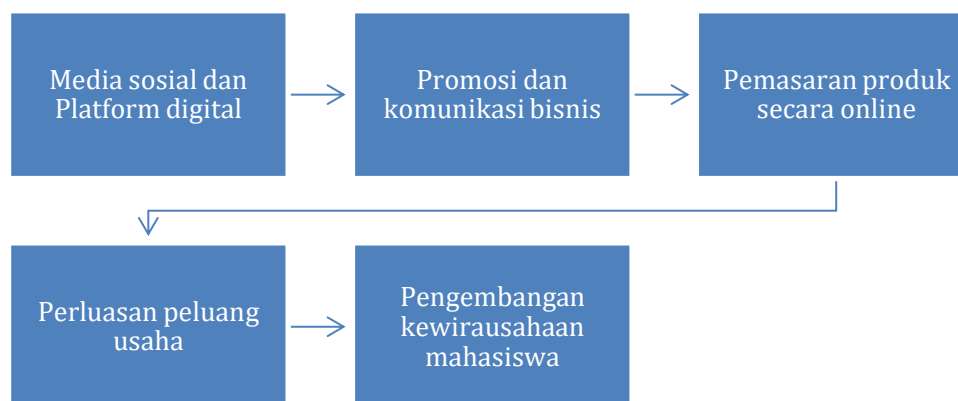 Media sosial dan
Platform digital
Promosi dan
komunikasi bisnis
Pemasaran produk
secara online
Perluasan peluang
usaha
Pengembangan
kewirausahaan
mahasiswa